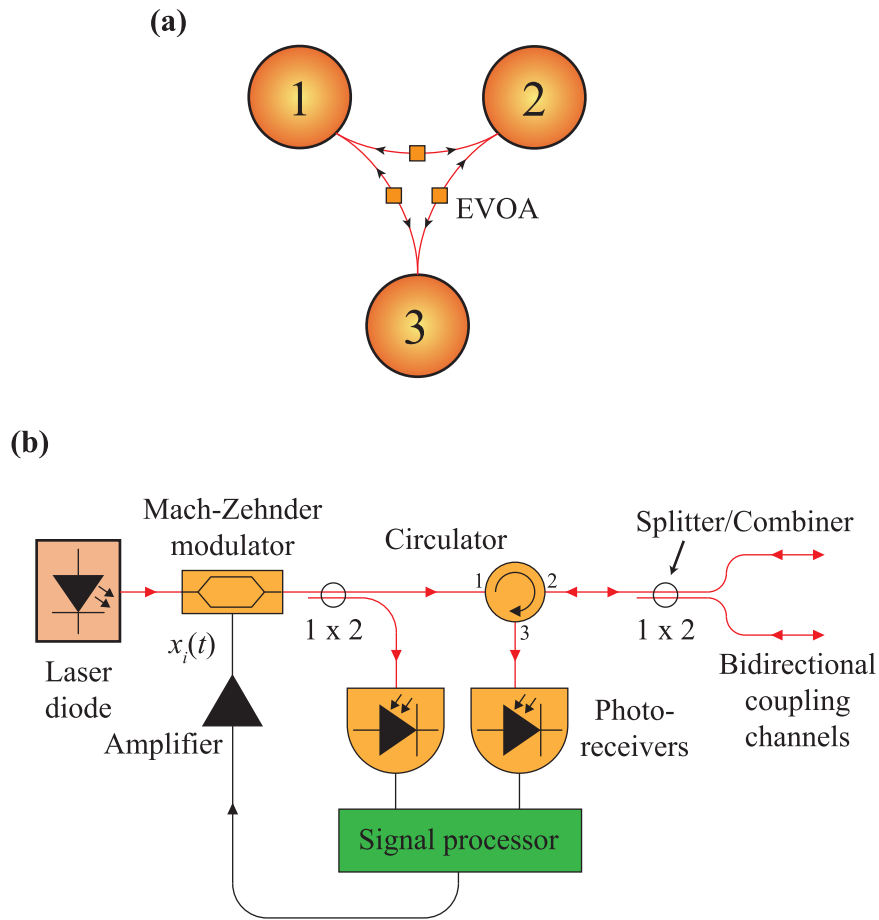 (a)
1
2
EVOA
3
(b)
Mach-Zehnder
modulator
Circulator
Splitter/Combiner
1
2
3
1 x 2
1 x 2
x_i(t)
Laser
diode
Amplifier
Photo-
receivers
Bidirectional
coupling
channels
Signal processor